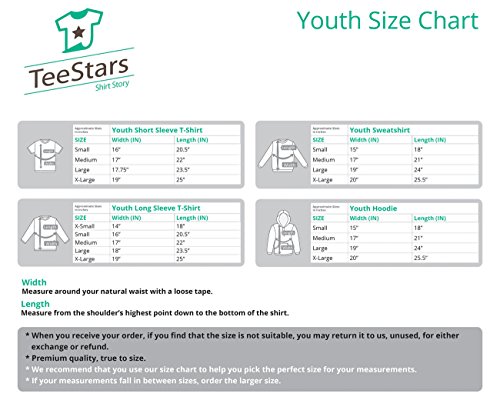 Youth Size Chart
TeeStars
Shirt Story
Approximate Sizes
in Inches
Youth Short Sleeve T-Shirt
SIZE Width (IN) Length (IN)
Small 16" 20.5"
Medium 17" 22"
Large 17.75" 23.5"
X-Large 19" 25"
Length
Width
Approximate Sizes
in Inches
Youth Sweatshirt
SIZE Width (IN) Length (IN)
Small 15" 18"
Medium 17" 21"
Large 19" 24"
X-Large 20" 25.5"
Length
Width
Approximate Sizes
in Inches
Youth Long Sleeve T-Shirt
SIZE Width (IN) Length (IN)
X-Small 14" 18"
Small 16" 20.5"
Medium 17" 22"
Large 18" 23.5"
X-Large 19" 25"
Length
Width
Approximate Sizes
in Inches
Youth Hoodie
SIZE Width (IN) Length (IN)
Small 15" 18"
Medium 17" 21"
Large 19" 24"
X-Large 20" 25.5"
Length
Width
Width
Measure around your natural waist with a loose tape.
Length
Measure from the shoulder's highest point down to the bottom of the shirt.
* When you receive your order, if you find that the size is not suitable, you may return it to us, unused, for either
exchange or refund.
* Premium quality, true to size.
* We recommend that you use our size chart to help you pick the perfect size for your measurements.
* If your measurements fall in between sizes, order the larger size.